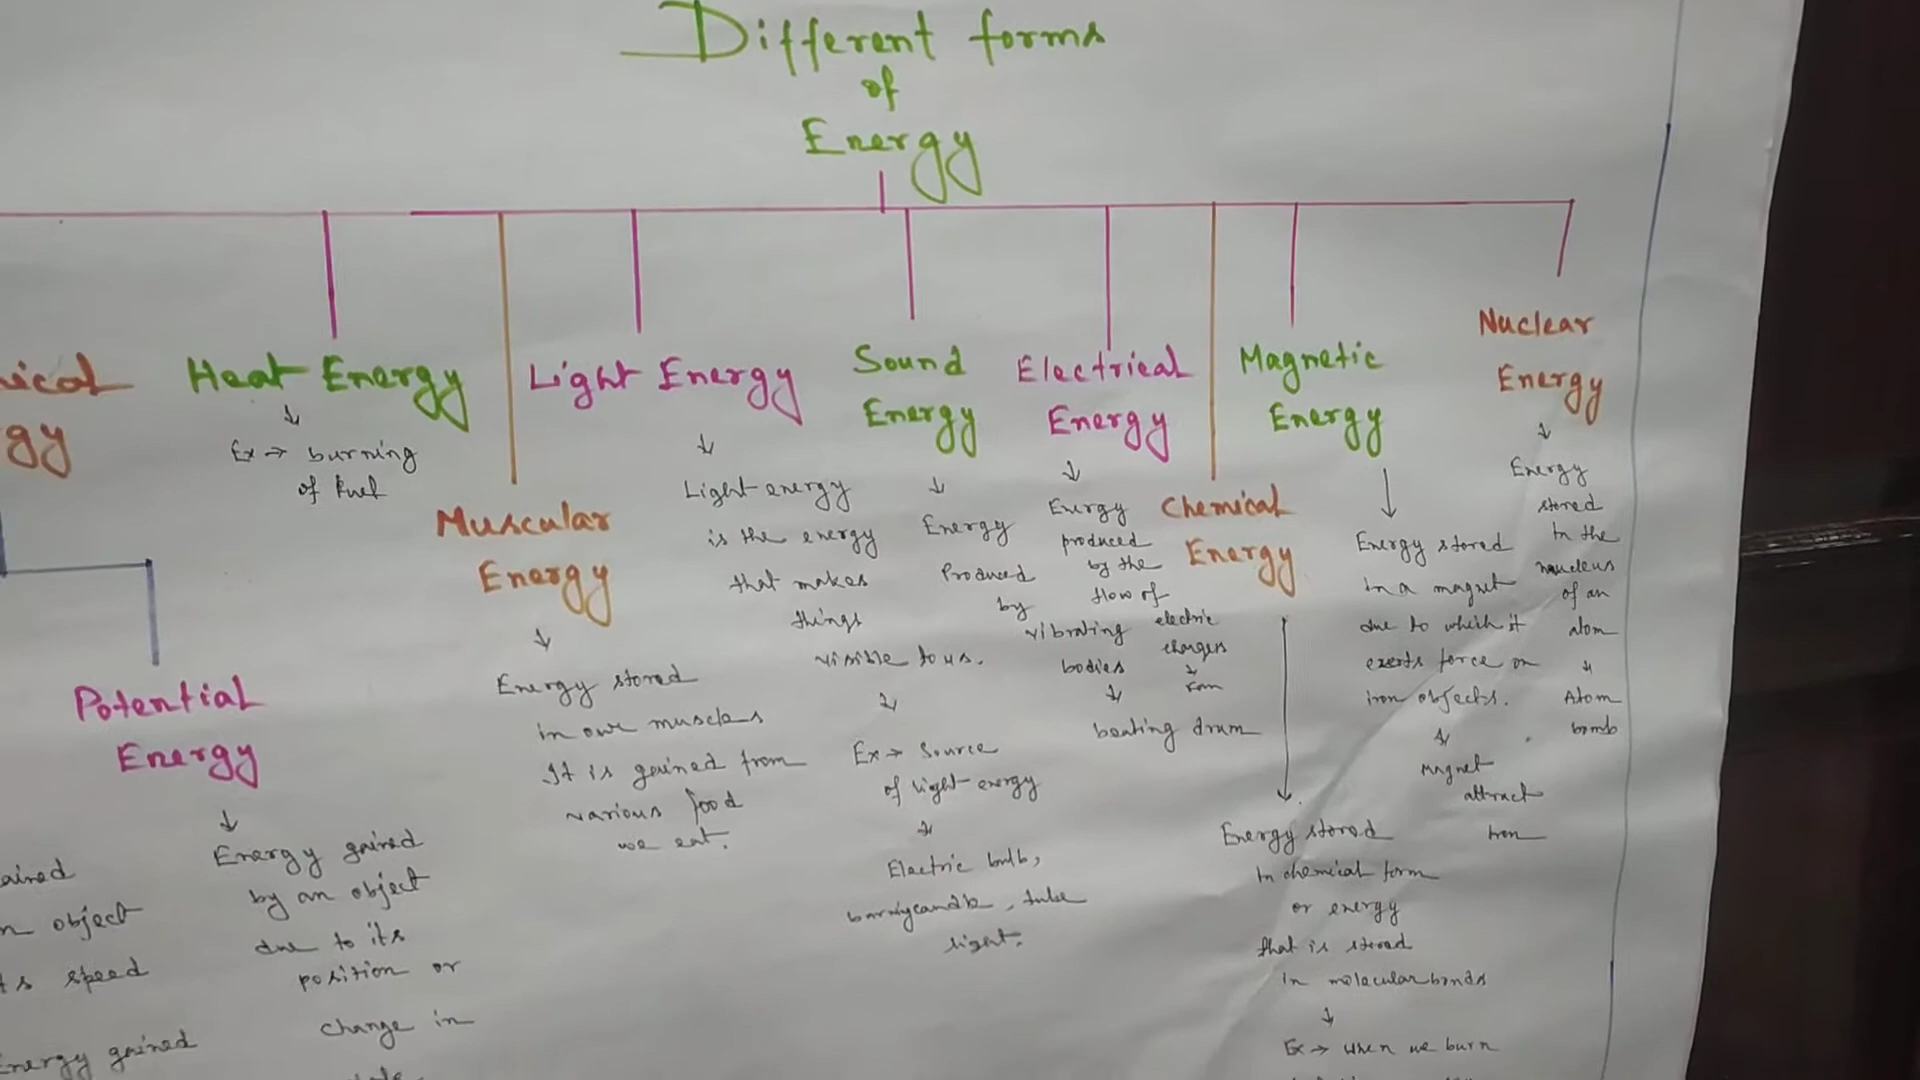 Different forms
of
Energy
Heat Energy
Ex → burning
of fuel
Muscular
Energy
Energy stored
in our muscles
It is gained from
various food
we eat.
Light Energy
Light energy
is the energy
that makes
things
visible to us.
Ex → Source
of light energy
Electric bulb,
tube
light.
Sound
Energy
Energy
Produced
by
vibrating
bodies
beating drum
Electrical
Energy
Energy
produced
by the
flow of
electric
charges
Chemical
Energy
Energy stored
In chemical form
or energy
that is stored
in molecular bonds
Ex → when we burn
Magnetic
Energy
Energy stored
in a magnet
due to which it
exerts force on
iron objects.
Magnet
attract
Iron
Nuclear
Energy
Energy
stored
In the
nucleus
of an
atom
Atom
bomb
Potential
Energy
Energy gained
by an object
due to its
position or
change in
object
speed
Energy gained